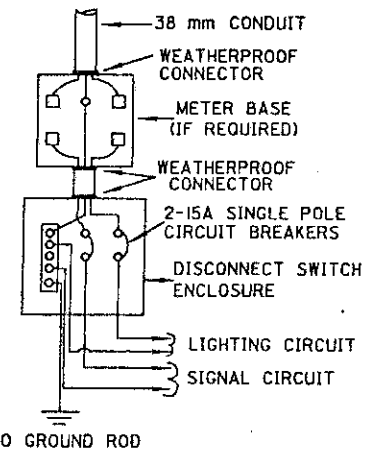 38 mm CONDUIT
WEATHERPROOF
CONNECTOR
METER BASE
(IF REQUIRED)
WEATHERPROOF
CONNECTOR
2-15A SINGLE POLE
CIRCUIT BREAKERS
DISCONNECT SWITCH
ENCLOSURE
LIGHTING CIRCUIT
SIGNAL CIRCUIT
O GROUND ROD